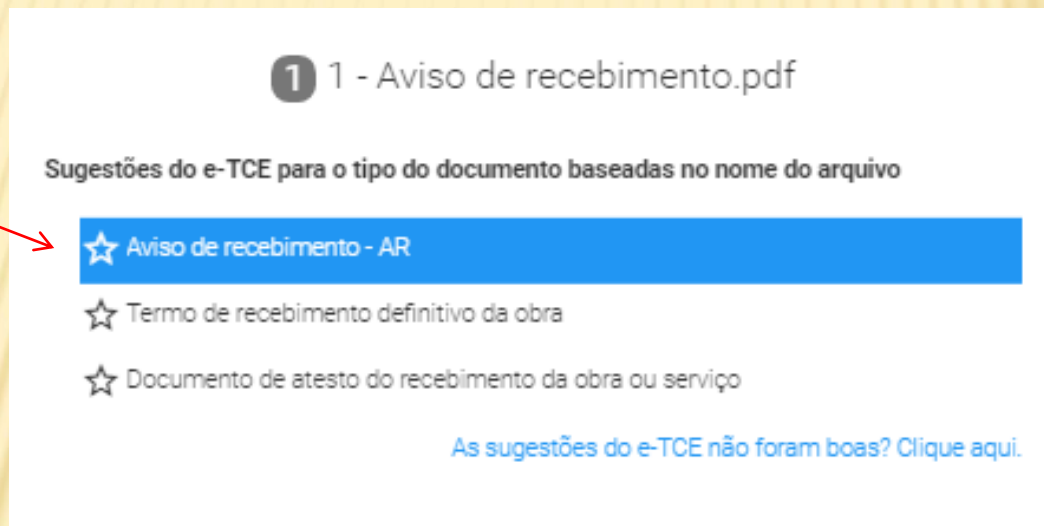 1 1 - Aviso de recebimento.pdf
Sugestões do e-TCE para o tipo do documento baseadas no nome do arquivo
Aviso de recebimento - AR
Termo de recebimento definitivo da obra
Documento de atesto do recebimento da obra ou serviço
As sugestões do e-TCE não foram boas? Clique aqui.